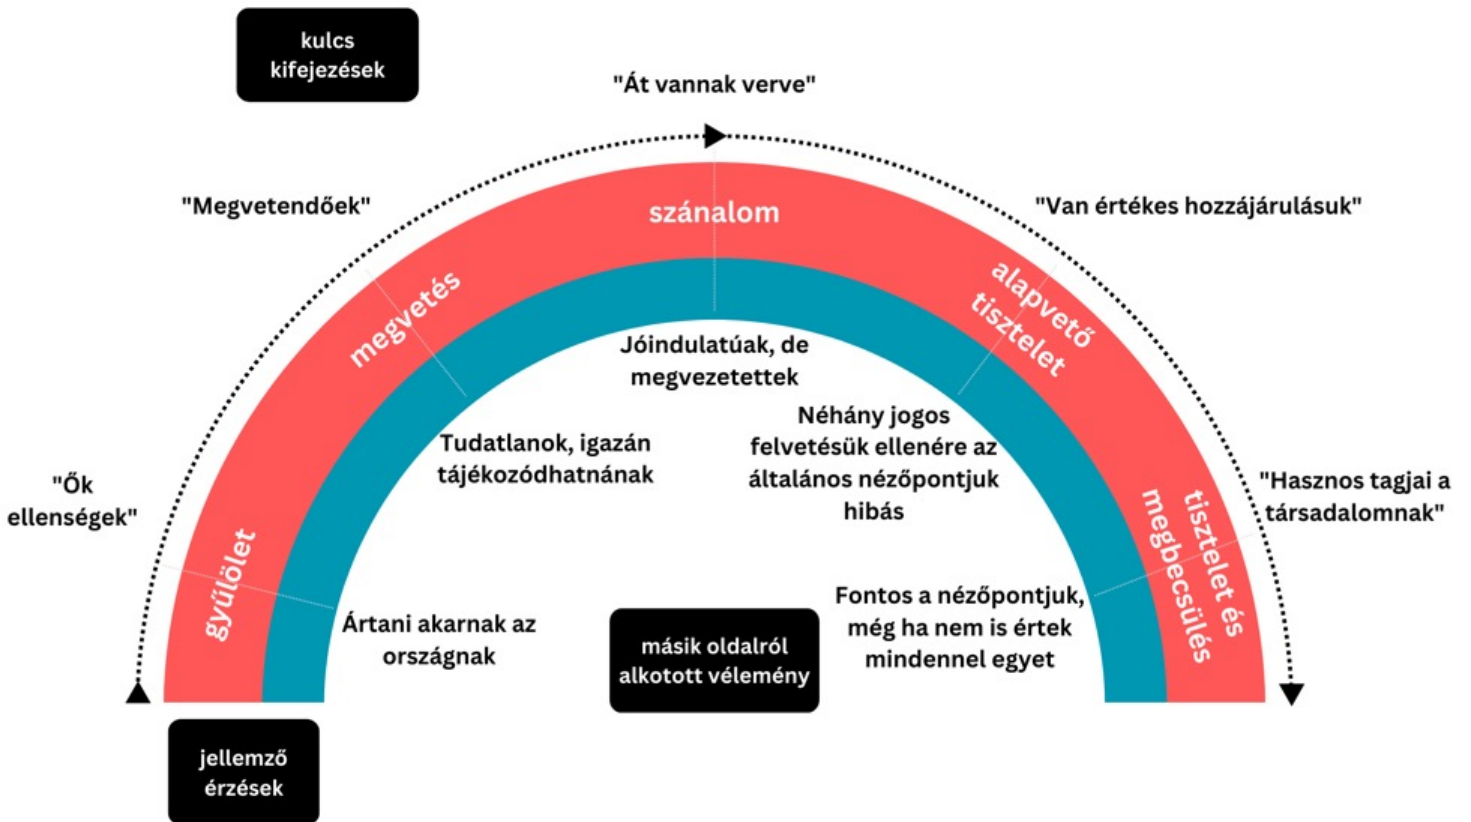 kulcs
kifejezések
"Át vannak verve"
"Megvetendőek"
szánalom
"Van értékes hozzájárulásuk"
megvetés
alapvető
tisztelet
Jóindulatúak, de
megvezetettek
Tudatlanok, igazán
tájékozódhatnának
Néhány jogos
felvetésük ellenére az
általános nézőpontjuk
hibás
"Ők
ellenségek"
gyűlölet
"Hasznos tagjai a
társadalomnak"
tisztelet és
megbecsülés
Ártani akarnak az
országnak
másik oldalról
alkotott vélemény
Fontos a nézőpontjuk,
még ha nem is értek
mindennel egyet
jellemző
érzések